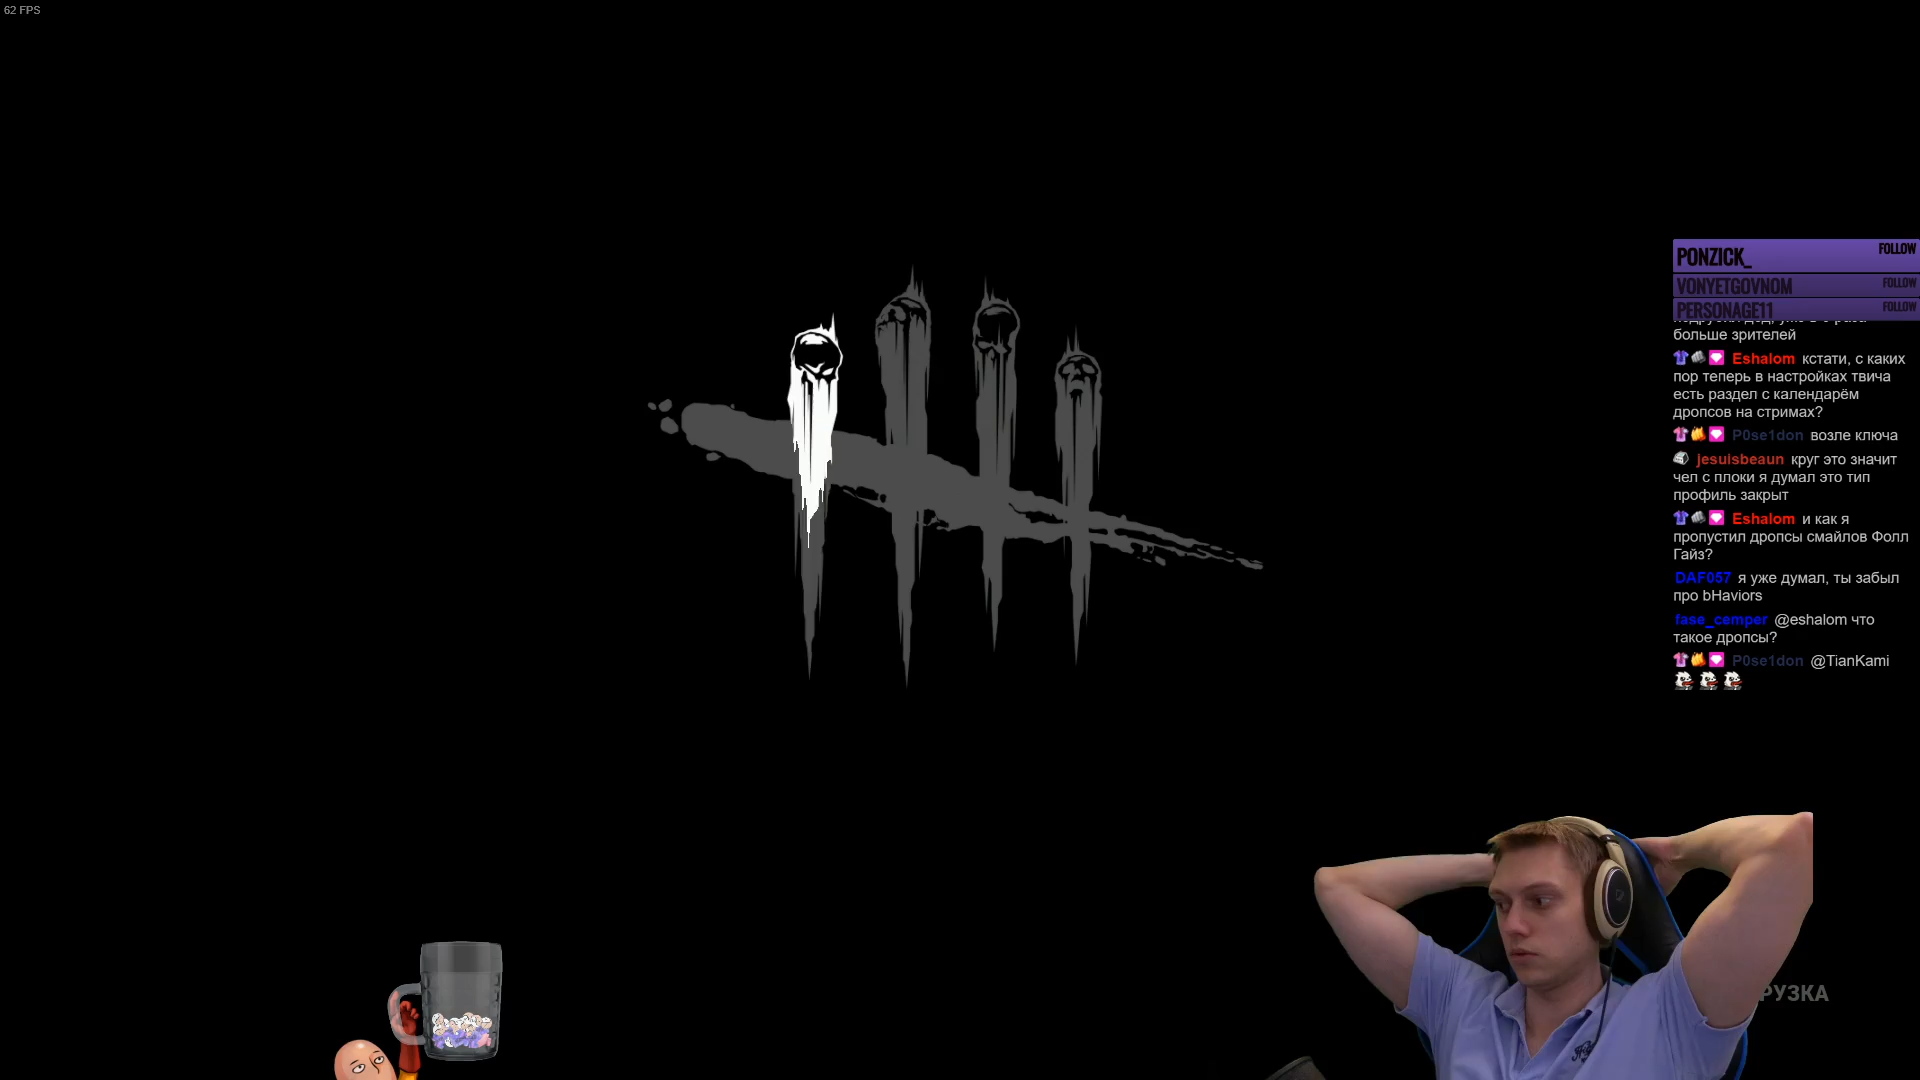 62 FPS
PONZICK_ FOLLOW
VONYETGOVNOM FOLLOW
PERSONAGE11 FOLLOW
больше зрителей
Eshalom кстати, с каких
пор теперь в настройках твича
есть раздел с календарём
дропсов на стримах?
P0se1don возле ключа
jesuisbeaun круг это значит
чел с плоки я думал это тип
профиль закрыт
Eshalom и как я
пропустил дропсы смайлов Фолл
Гайз?
DAF057 я уже думал, ты забыл
про bHaviors
fase_cemper @eshalom что
такое дропсы?
P0se1don @TianKami
РУЗКА